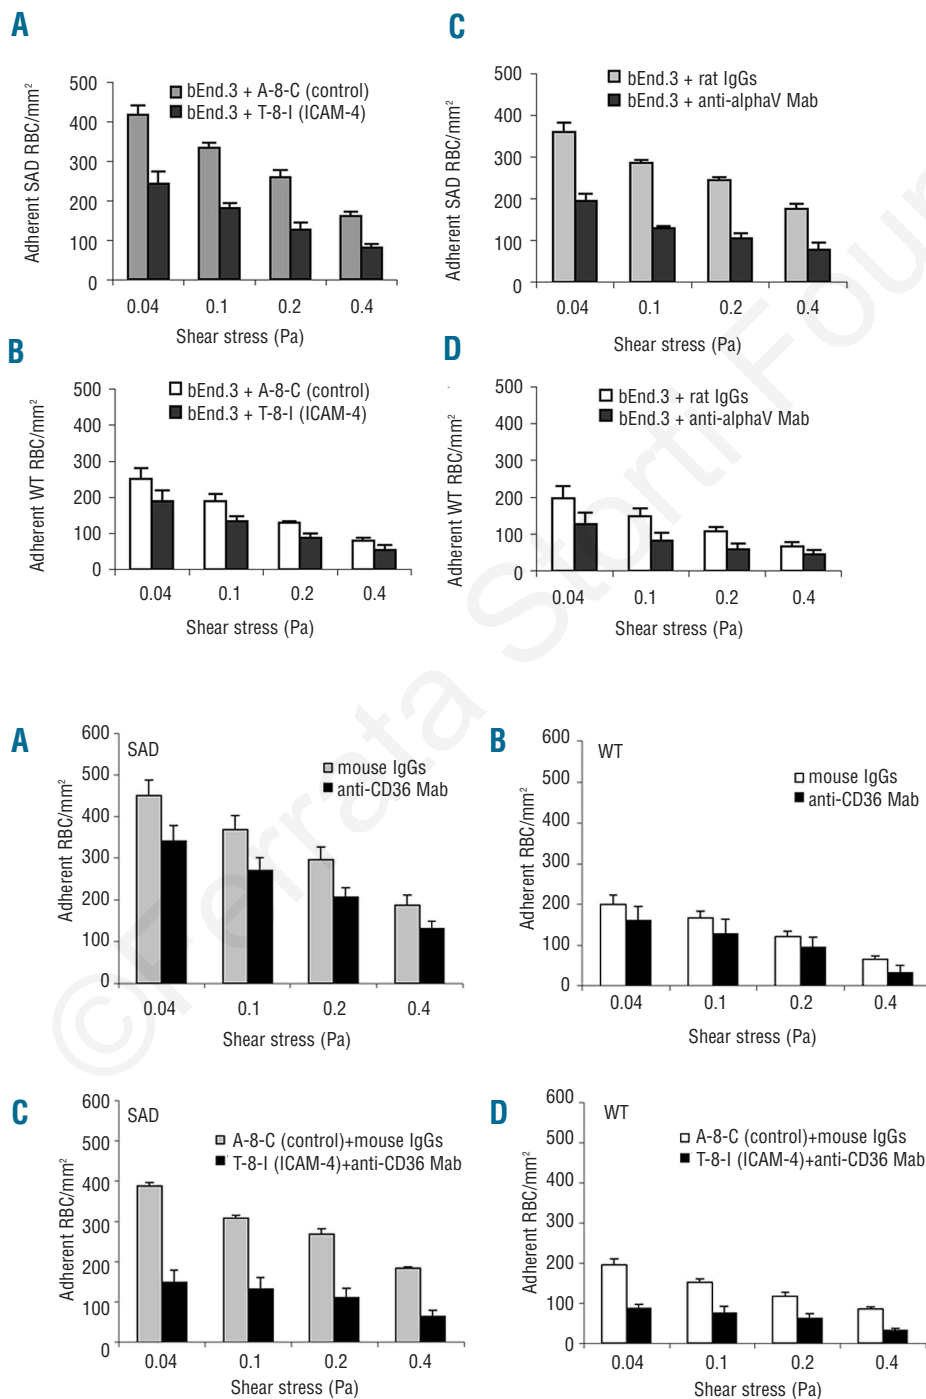 A
bEnd.3 + A-8-C (control)
bEnd.3 + T-8-I (ICAM-4)
Adherent SAD RBC/mm²
500
400
300
200
100
0
0.04 0.1 0.2 0.4
Shear stress (Pa)
C
bEnd.3 + rat IgGs
bEnd.3 + anti-alphaV Mab
Adherent SAD RBC/mm²
500
400
300
200
100
0
0.04 0.1 0.2 0.4
Shear stress (Pa)
B
bEnd.3 + A-8-C (control)
bEnd.3 + T-8-I (ICAM-4)
Adherent WT RBC/mm²
500
400
300
200
100
0
0.04 0.1 0.2 0.4
Shear stress (Pa)
D
bEnd.3 + rat IgGs
bEnd.3 + anti-alphaV Mab
Adherent WT RBC/mm²
500
400
300
200
100
0
0.04 0.1 0.2 0.4
Shear stress (Pa)
A
SAD
mouse IgGs
anti-CD36 Mab
Adherent RBC/mm²
600
500
400
300
200
100
0
0.04 0.1 0.2 0.4
Shear stress (Pa)
B
WT
mouse IgGs
anti-CD36 Mab
Adherent RBC/mm²
600
500
400
300
200
100
0
0.04 0.1 0.2 0.4
Shear stress (Pa)
C
SAD
A-8-C (control)+mouse IgGs
T-8-I (ICAM-4)+anti-CD36 Mab
Adherent RBC/mm²
600
500
400
300
200
100
0
0.04 0.1 0.2 0.4
Shear stress (Pa)
D
WT
A-8-C (control)+mouse IgGs
T-8-I (ICAM-4)+anti-CD36 Mab
Adherent RBC/mm²
600
500
400
300
200
100
0
0.04 0.1 0.2 0.4
Shear stress (Pa)
©Ferrata Storti